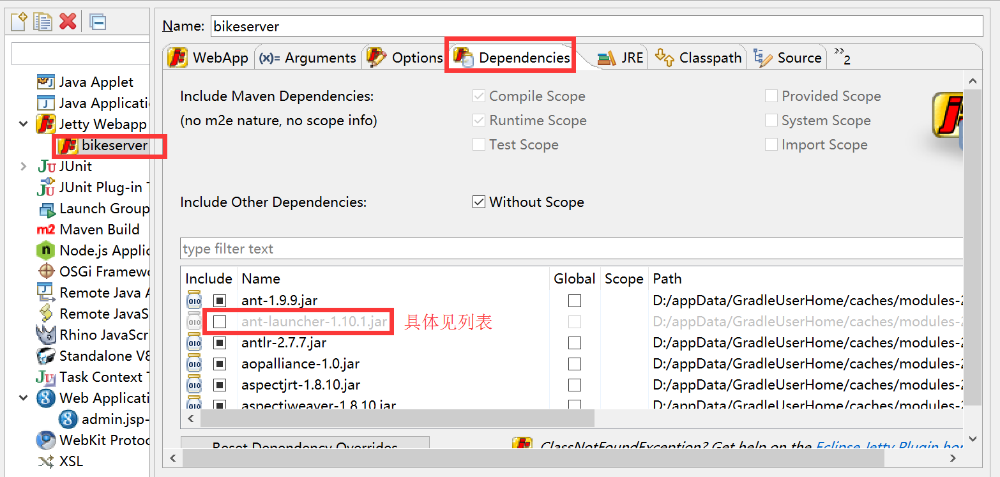 Name: bikeserver
WebApp (x)= Arguments Options Dependencies JRE Classpath Source »2
Java Applet
Java Applicati
Jetty Webapp
bikeserver
JUnit
JUnit Plug-in T
Launch Group
m2 Maven Build
Node.js Applic
OSGi Framewo
Remote Java A
Remote JavaS
Rhino JavaScr
Standalone V8
Task Context T
Web Applicati
admin.jsp-
WebKit Protoc
XSL
Include Maven Dependencies: Compile Scope Provided Scope
(no m2e nature, no scope info) Runtime Scope System Scope
Test Scope Import Scope
Include Other Dependencies: Without Scope
type filter text
Include Name Global Scope Path
ant-1.9.9.jar D:/appData/GradleUserHome/caches/modules-2
ant-launcher-1.10.1.jar 具体见列表 D:/appData/GradleUserHome/caches/modules-2
antlr-2.7.7.jar D:/appData/GradleUserHome/caches/modules-2
aopalliance-1.0.jar D:/appData/GradleUserHome/caches/modules-2
aspectjrt-1.8.10.jar D:/appData/GradleUserHome/caches/modules-2
aspectjweaver-1.8.10.jar D:/appData/GradleUserHome/caches/modules-2
Reset Dependency Overrides ClassNotFoundException? Get help on the Eclipse Jetty Plugin hor